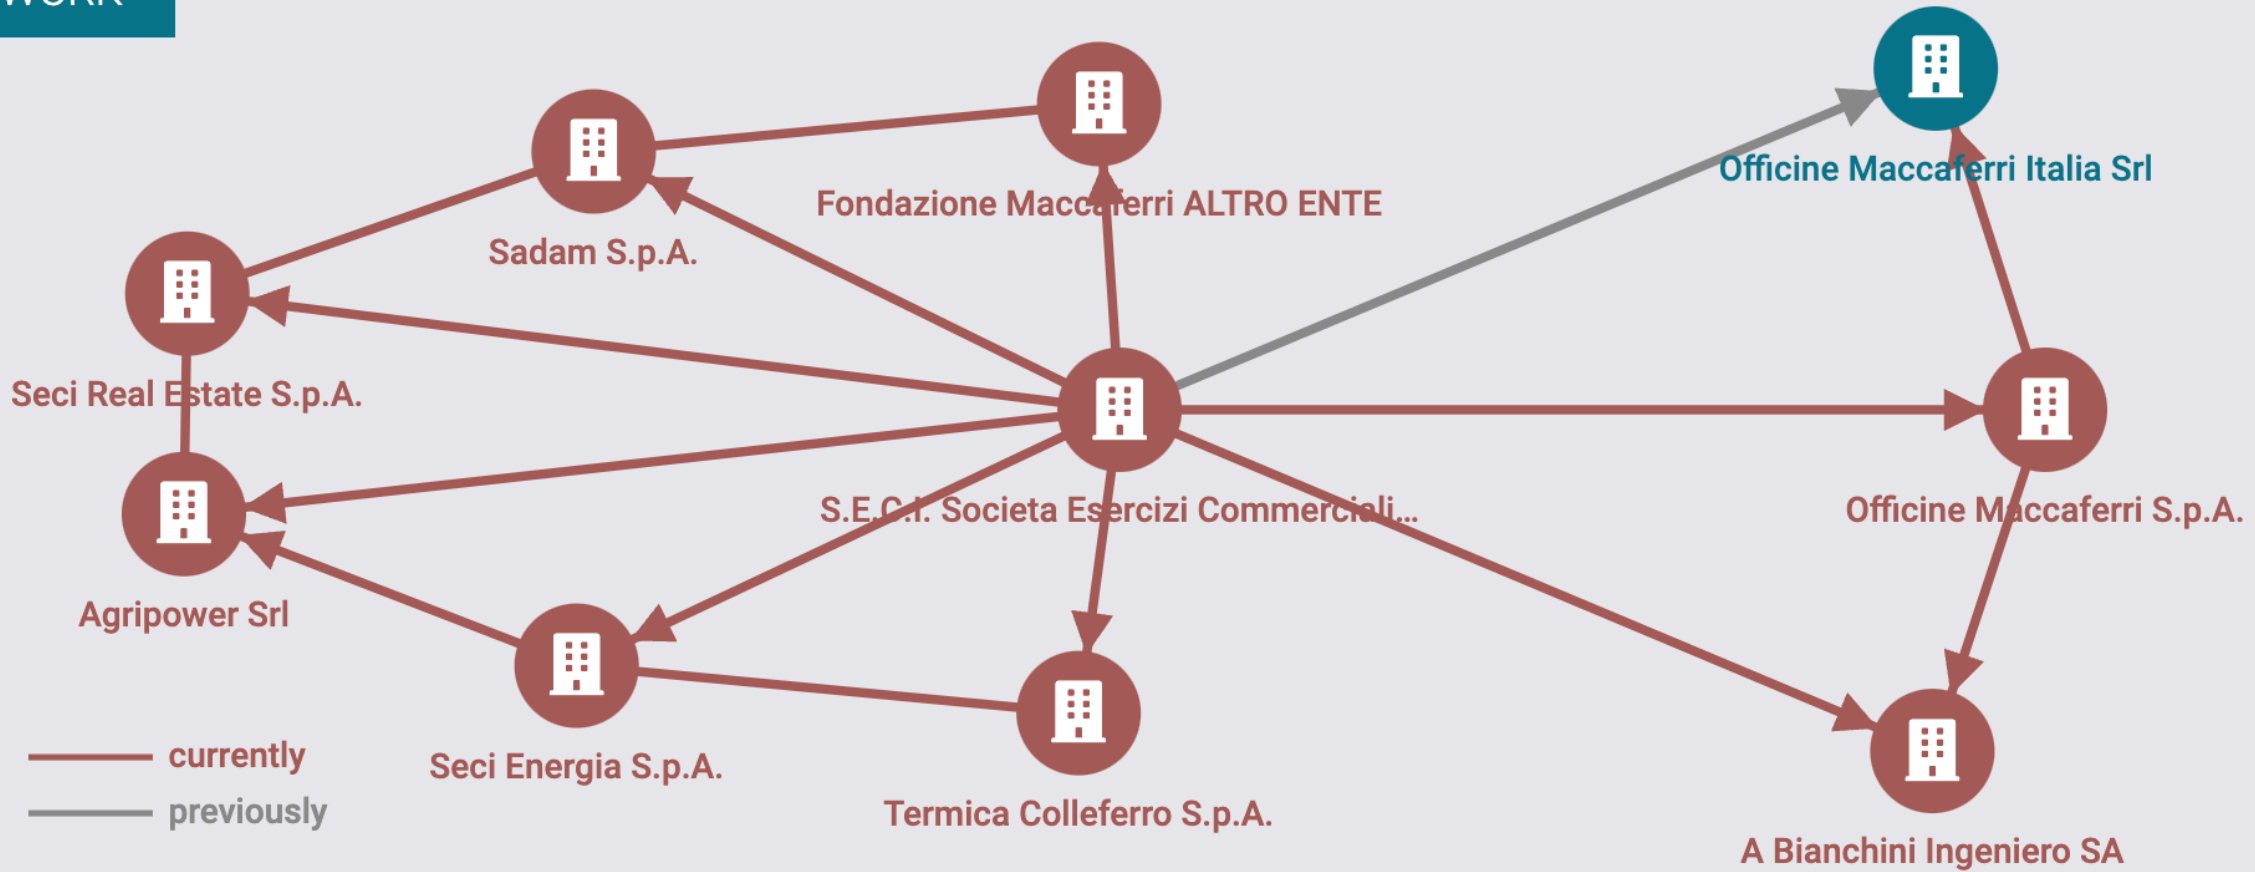 Officine Maccaferri Italia Srl
Fondazione Maccaferri ALTRO ENTE
Sadam S.p.A.
Seci Real Estate S.p.A.
S.E.C.I. Societa Esercizi Commerciali...
Officine Maccaferri S.p.A.
Agripower Srl
Seci Energia S.p.A.
Termica Colleferro S.p.A.
A Bianchini Ingeniero SA
currently
previously